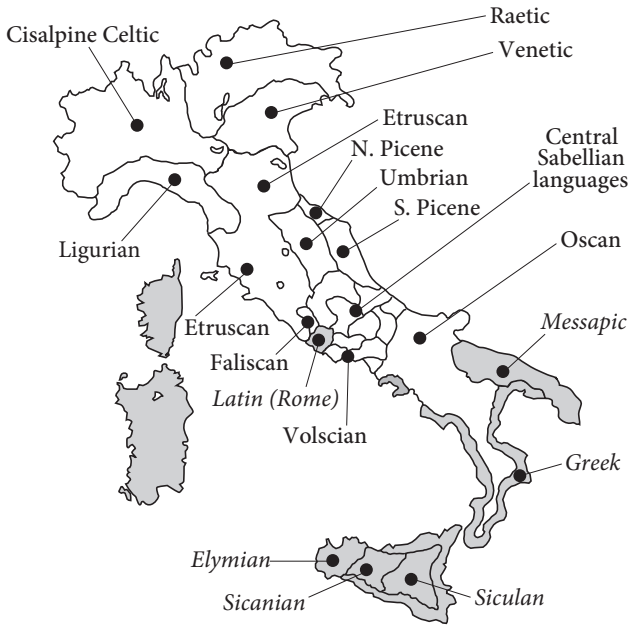 Raetic
Cisalpine Celtic
Venetic
Etruscan
Central
Sabellian
languages
N. Picene
Umbrian
S. Picene
Oscan
Ligurian
Messapic
Etruscan
Faliscan
Latin (Rome)
Volscian
Greek
Elymian
Sicanian
Siculan